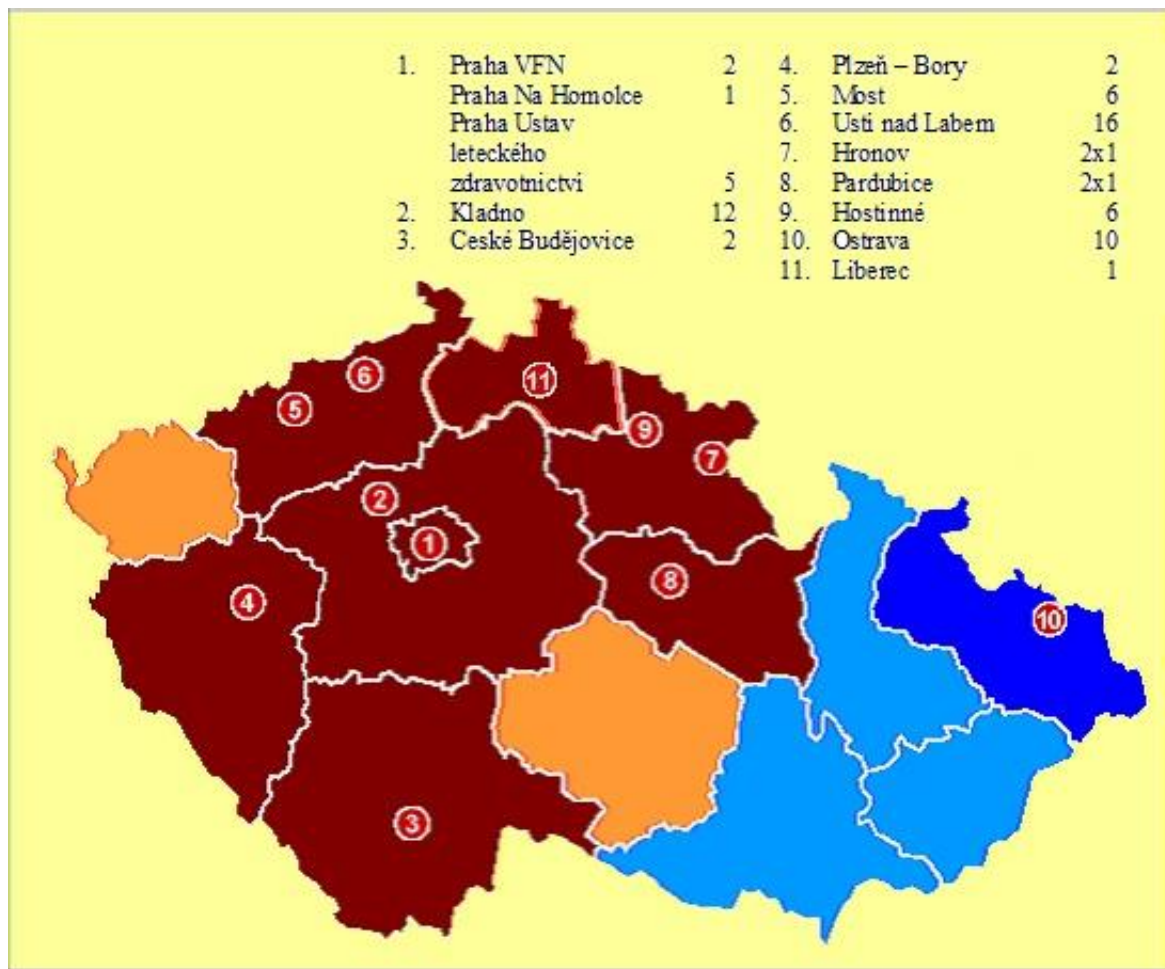 1. Praha VFN 2
Praha Na Homolce 1
Praha Ustav
leteckého
zdravotnictvi 5
2. Kladno 12
3. Ceské Budějovice 2
4. Plzeň – Bory 2
5. Most 6
6. Usti nad Labem 16
7. Hronov 2x1
8. Pardubice 2x1
9. Hostinné 6
10. Ostrava 10
11. Liberec 1
6
11
5
9
7
2
1
8
4
10
3